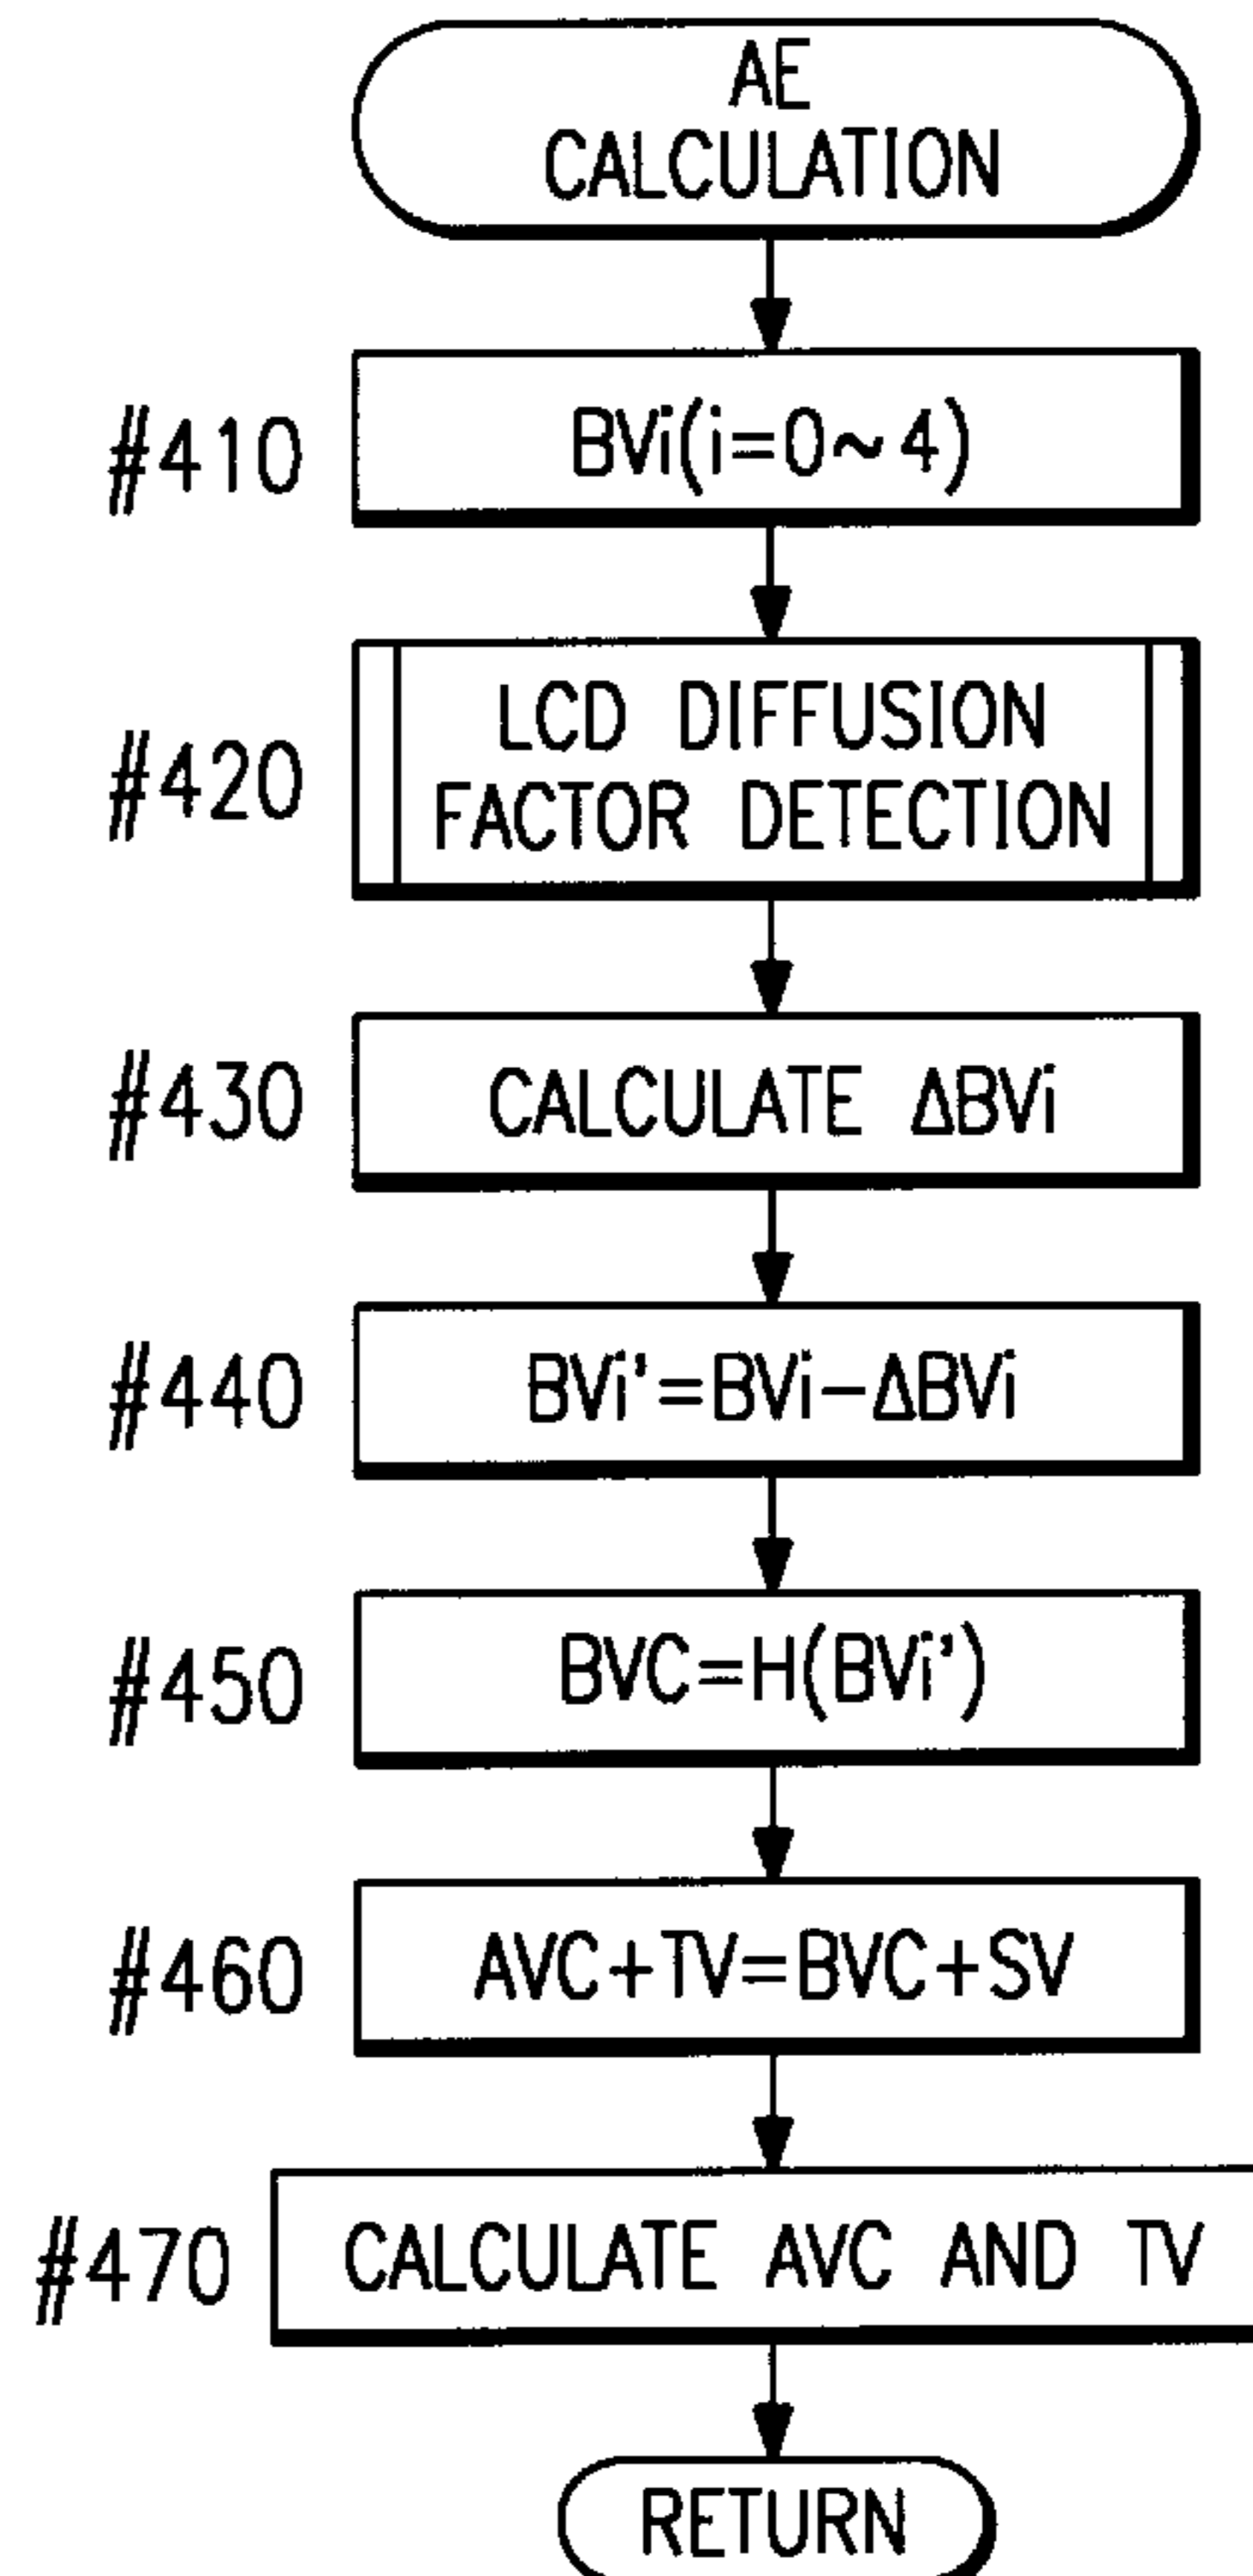 AE
CALCULATION
#410
BVi(i=0~4)
#420
LCD DIFFUSION
FACTOR DETECTION
#430
CALCULATE ΔBVi
#440
BVi'=BVi-ΔBVi
#450
BVC=H(BVi')
#460
AVC+TV=BVC+SV
#470
CALCULATE AVC AND TV
RETURN